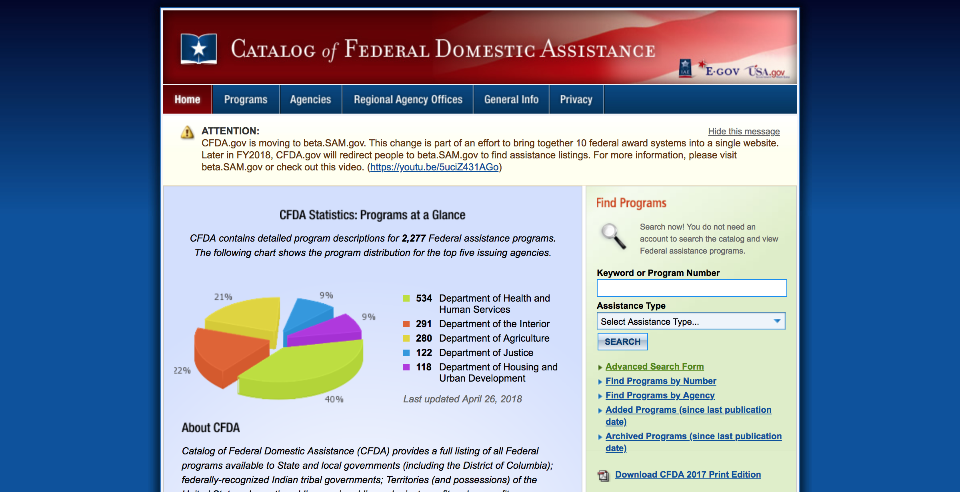 CATALOG of FEDERAL DOMESTIC ASSISTANCE
E-GOV USA.gov
Home Programs Agencies Regional Agency Offices General Info Privacy
ATTENTION: Hide this message
CFDA.gov is moving to beta.SAM.gov. This change is part of an effort to bring together 10 federal award systems into a single website.
Later in FY2018, CFDA.gov will redirect people to beta.SAM.gov to find assistance listings. For more information, please visit
beta.SAM.gov or check out this video. (https://youtu.be/5uciZ431AGo)
CFDA Statistics: Programs at a Glance
CFDA contains detailed program descriptions for 2,277 Federal assistance programs.
The following chart shows the program distribution for the top five issuing agencies.
21%
9%
9%
22%
40%
534 Department of Health and
Human Services
291 Department of the Interior
280 Department of Agriculture
122 Department of Justice
118 Department of Housing and
Urban Development
Last updated April 26, 2018
About CFDA
Catalog of Federal Domestic Assistance (CFDA) provides a full listing of all Federal
programs available to State and local governments (including the District of Columbia);
federally-recognized Indian tribal governments; Territories (and possessions) of the
Find Programs
Search now! You do not need an
account to search the catalog and view
Federal assistance programs.
Keyword or Program Number
Assistance Type
Select Assistance Type...
SEARCH
Advanced Search Form
Find Programs by Number
Find Programs by Agency
Added Programs (since last publication
date)
Archived Programs (since last publication
date)
Download CFDA 2017 Print Edition